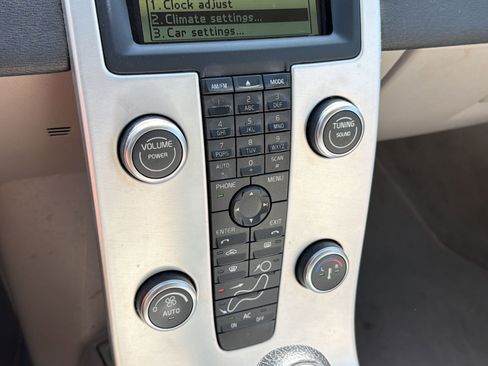 1.Clock adjust
2.Climate settings...
3.Car settings...
AM/FM
MODE
1
2
ABC
3
DEF
4
GHI
5
JKL
6
MNO
7
PQRS
8
TUV
9
WXYZ
AUTO
*
0
+
SCAN
#
PHONE
MENU
ENTER
EXIT
VOLUME
POWER
TUNING
SOUND
0
AUTO
AC
ON
OFF